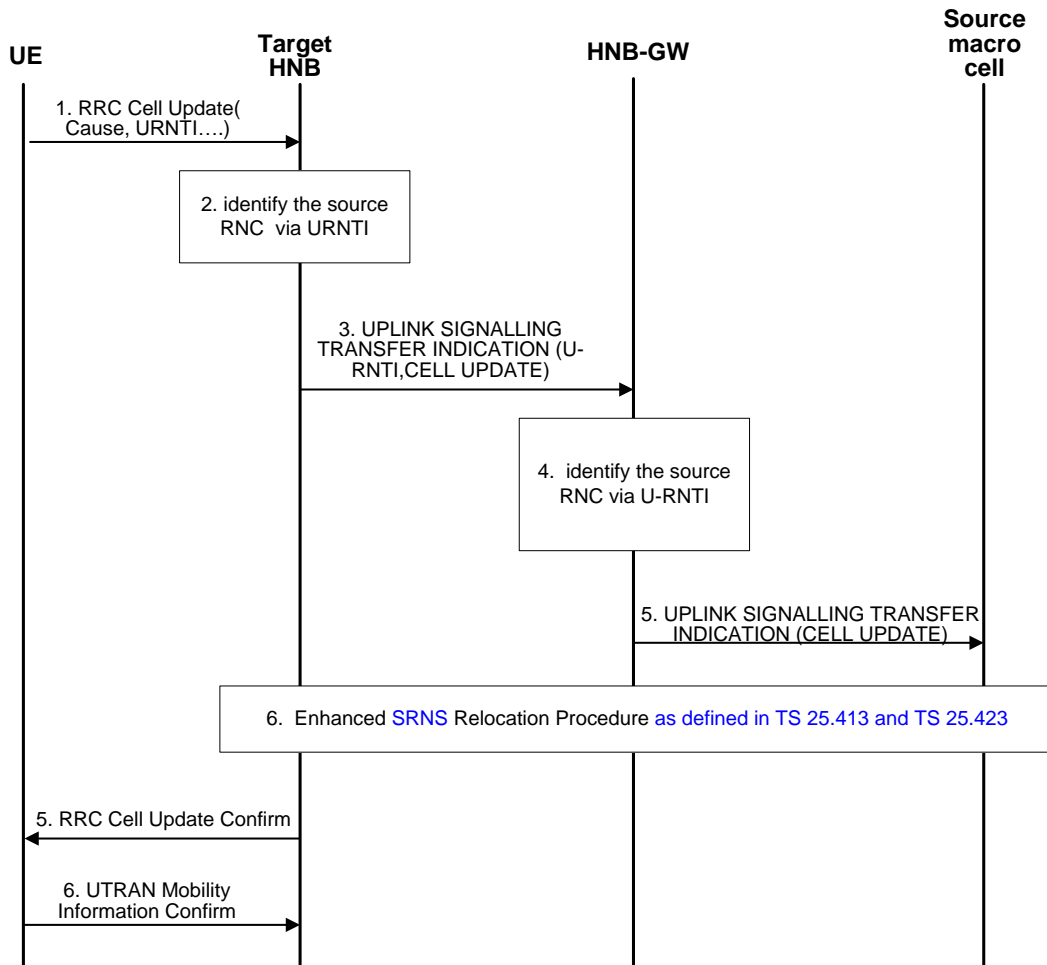 UE
Target
HNB
HNB-GW
Source
macro
cell
1. RRC Cell Update(
Cause, URNTI….)
2. identify the source
RNC via URNTI
3. UPLINK SIGNALLING
TRANSFER INDICATION (U-
RNTI,CELL UPDATE)
4. identify the source
RNC via U-RNTI
5. UPLINK SIGNALLING TRANSFER
INDICATION (CELL UPDATE)
6. Enhanced SRNS Relocation Procedure as defined in TS 25.413 and TS 25.423
5. RRC Cell Update Confirm
6. UTRAN Mobility
Information Confirm